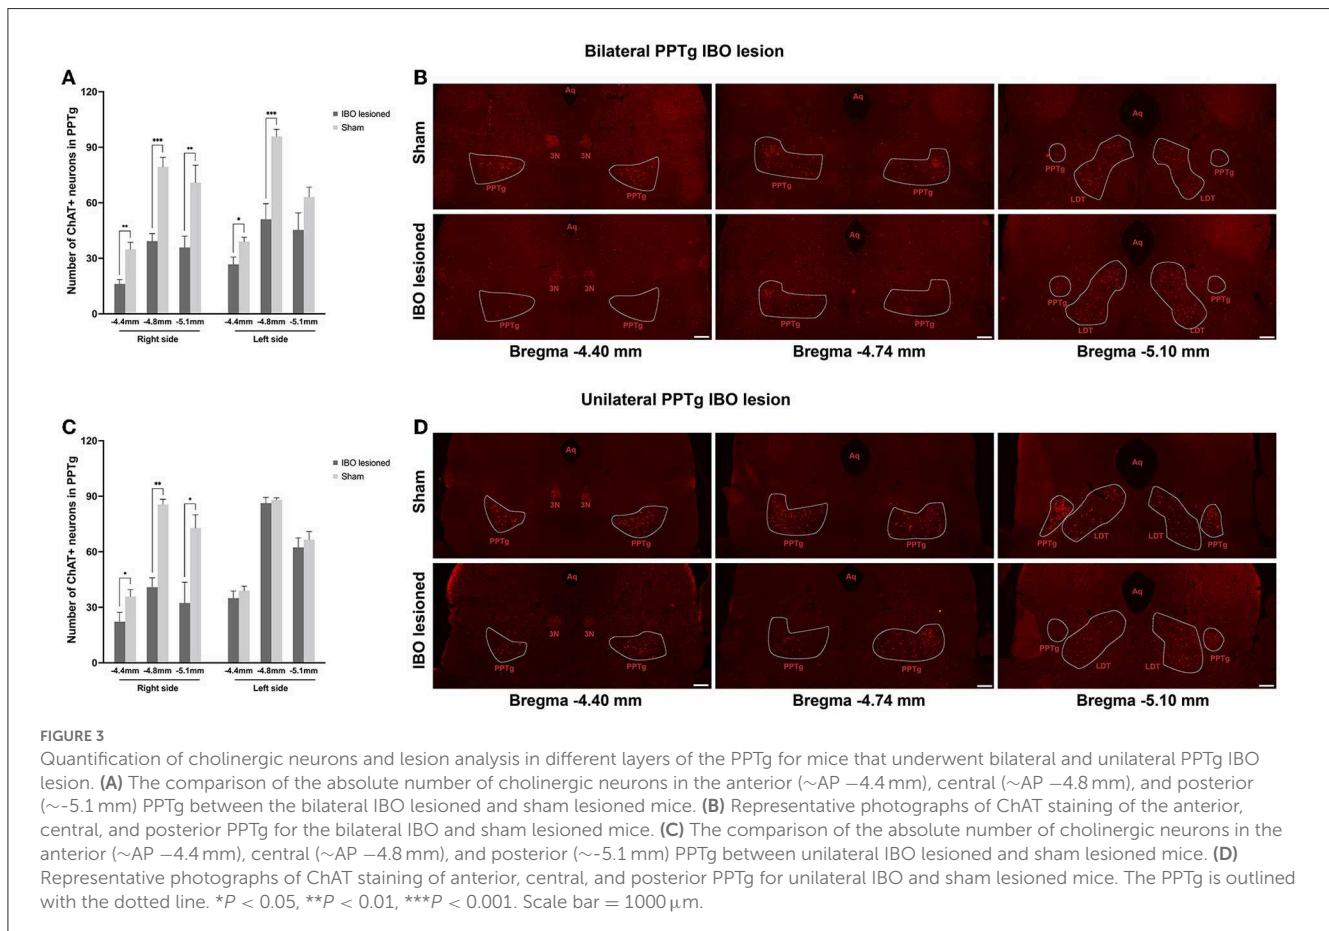 Bilateral PPTg IBO lesion
A
B
Number of ChAT+ neurons in PPTg
120
90
60
30
0
IBO lesioned
Sham
**
***
**
*
***
-4.4mm
-4.8mm
-5.1mm
-4.4mm
-4.8mm
-5.1mm
Right side
Left side
Sham
Aq
3N
3N
PPTg
PPTg
Aq
PPTg
PPTg
Aq
PPTg
LDT
LDT
PPTg
IBO lesioned
Aq
3N
3N
PPTg
PPTg
Aq
PPTg
PPTg
Aq
PPTg
LDT
LDT
PPTg
Bregma -4.40 mm
Bregma -4.74 mm
Bregma -5.10 mm
Unilateral PPTg IBO lesion
C
D
Number of ChAT+ neurons in PPTg
120
90
60
30
0
IBO lesioned
Sham
*
**
*
-4.4mm
-4.8mm
-5.1mm
-4.4mm
-4.8mm
-5.1mm
Right side
Left side
Sham
Aq
3N
3N
PPTg
PPTg
Aq
PPTg
PPTg
Aq
PPTg
LDT
LDT
PPTg
IBO lesioned
Aq
3N
3N
PPTg
PPTg
Aq
PPTg
PPTg
Aq
PPTg
LDT
LDT
PPTg
Bregma -4.40 mm
Bregma -4.74 mm
Bregma -5.10 mm
FIGURE 3
Quantification of cholinergic neurons and lesion analysis in different layers of the PPTg for mice that underwent bilateral and unilateral PPTg IBO
lesion. (A) The comparison of the absolute number of cholinergic neurons in the anterior (~AP −4.4 mm), central (~AP −4.8 mm), and posterior
(~-5.1 mm) PPTg between the bilateral IBO lesioned and sham lesioned mice. (B) Representative photographs of ChAT staining of the anterior,
central, and posterior PPTg for the bilateral IBO and sham lesioned mice. (C) The comparison of the absolute number of cholinergic neurons in the
anterior (~AP −4.4 mm), central (~AP −4.8 mm), and posterior (~-5.1 mm) PPTg between unilateral IBO lesioned and sham lesioned mice. (D)
Representative photographs of ChAT staining of anterior, central, and posterior PPTg for unilateral IBO and sham lesioned mice. The PPTg is outlined
with the dotted line. *P < 0.05, **P < 0.01, ***P < 0.001. Scale bar = 1000 μm.